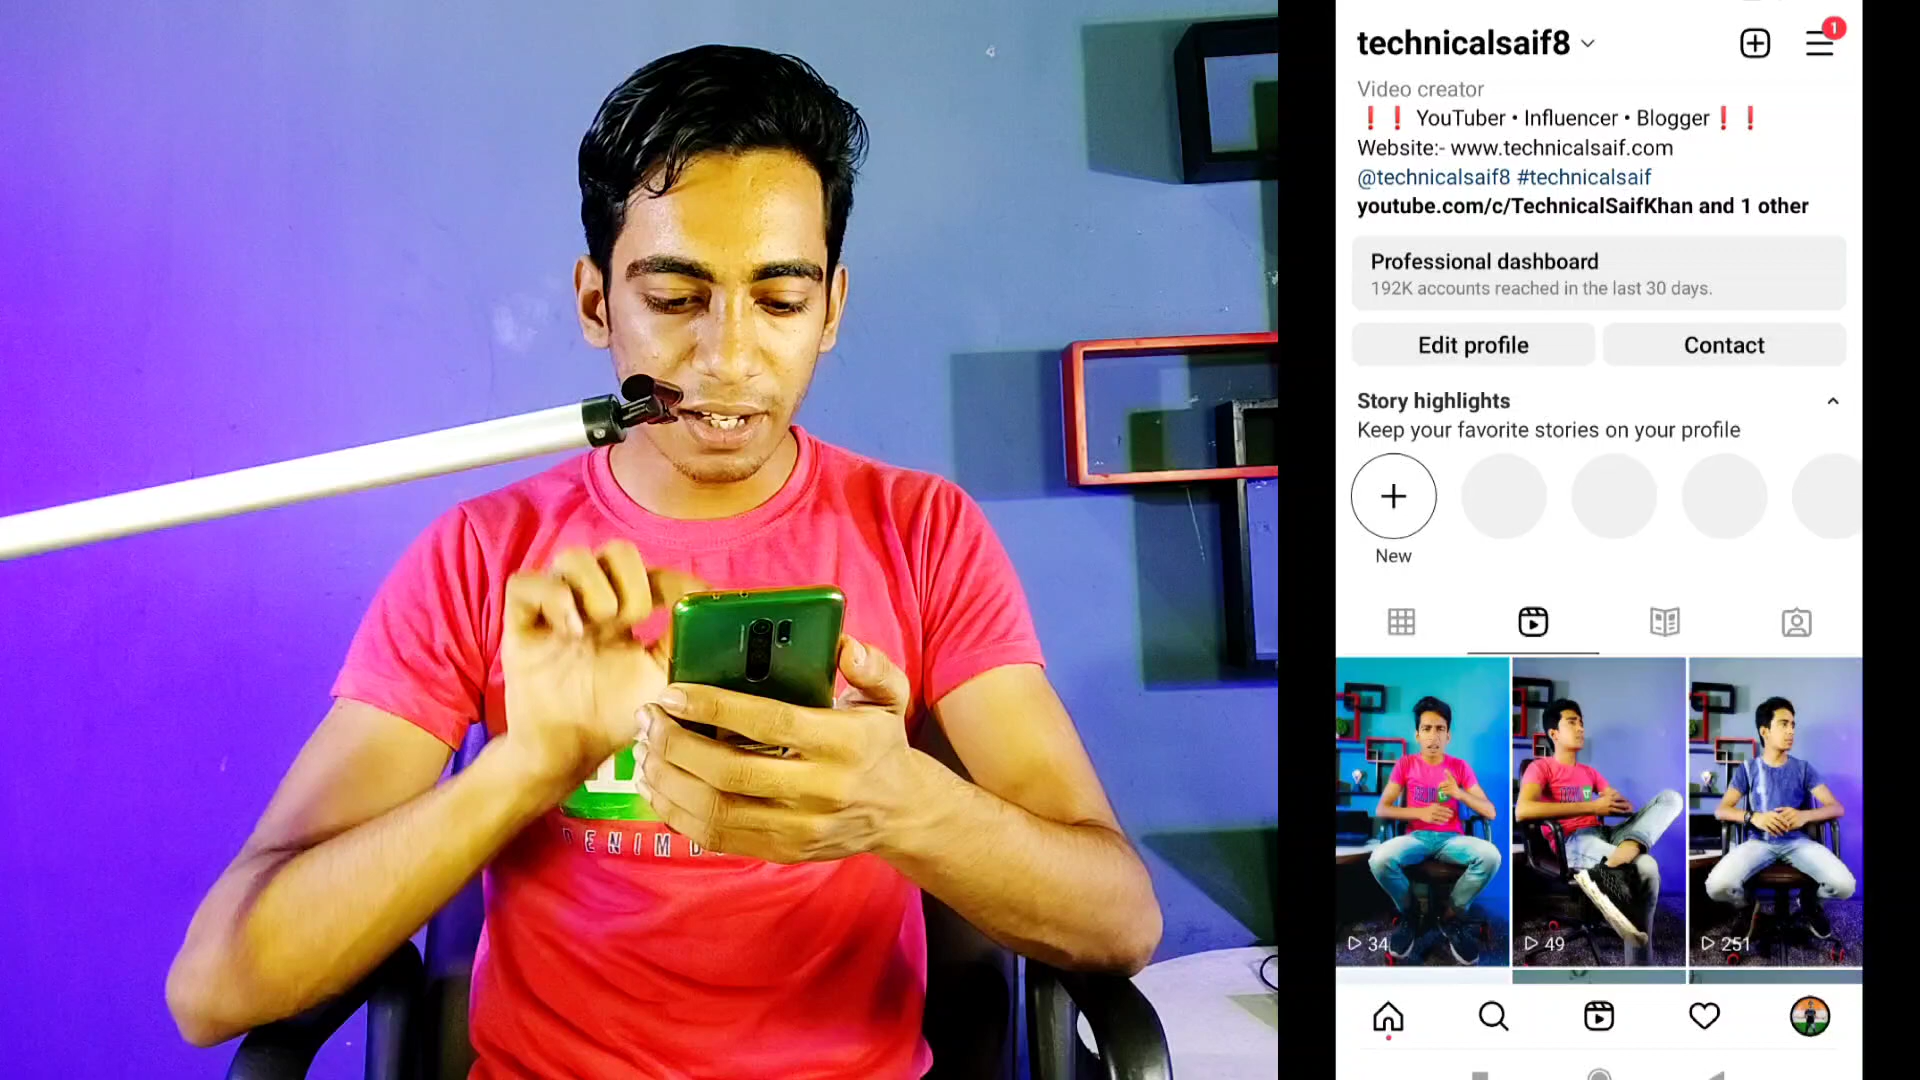 technicalsaif8
1
Video creator
❗❗ YouTuber • Influencer • Blogger ❗❗
Website:- www.technicalsaif.com
@technicalsaif8 #technicalsaif
youtube.com/c/TechnicalSaifKhan and 1 other
Professional dashboard
192K accounts reached in the last 30 days.
Edit profile
Contact
Story highlights
Keep your favorite stories on your profile
New
34
49
251